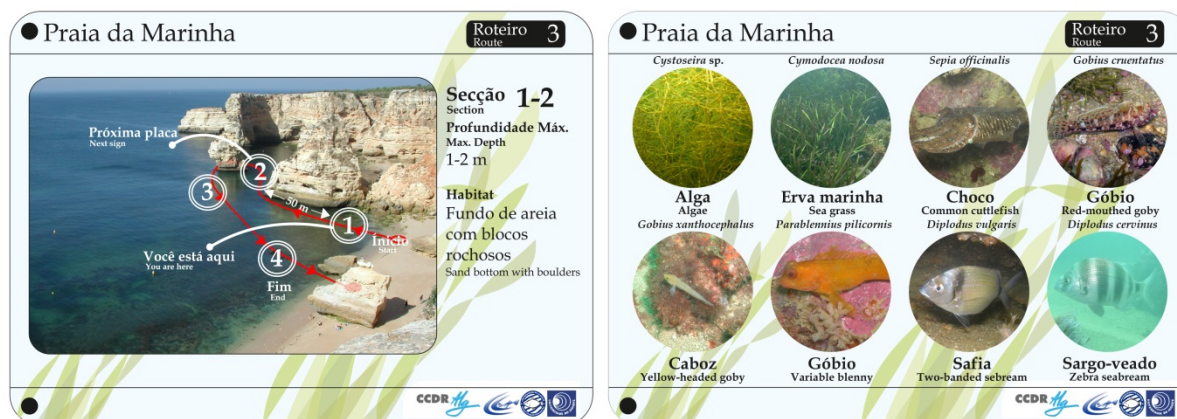 Praia da Marinha
Roteiro 3
Route
Próxima placa
Next sign
2
3
50 m
1
Início
Start
Você está aqui
You are here
4
Fim
End
Secção 1-2
Section
Profundidade Máx.
Max. Depth
1-2 m
Habitat
Fundo de areia
com blocos
rochosos
Sand bottom with boulders
CCDR Alg
Praia da Marinha
Roteiro 3
Route
Cystoseira sp.
Alga
Algae
Cymodocea nodosa
Erva marinha
Sea grass
Sepia officinalis
Choco
Common cuttlefish
Gobius cruentatus
Góbio
Red-mouthed goby
Gobius xanthocephalus
Caboz
Yellow-headed goby
Parablennius pilicornis
Góbio
Variable blenny
Diplodus vulgaris
Safia
Two-banded sebream
Diplodus cervinus
Sargo-veado
Zebra seabream
CCDR Alg